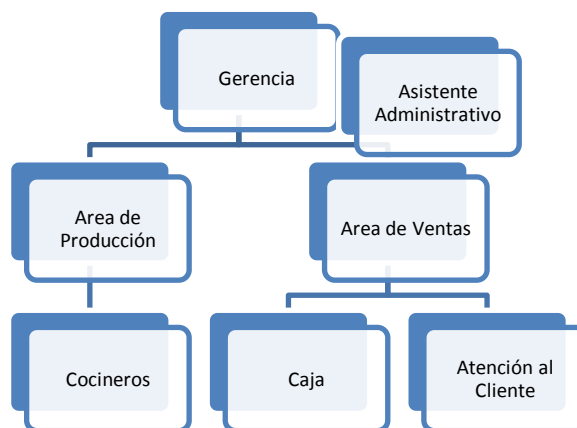 Gerencia
Asistente
Administrativo
Area de
Producción
Area de Ventas
Cocineros
Caja
Atención al
Cliente